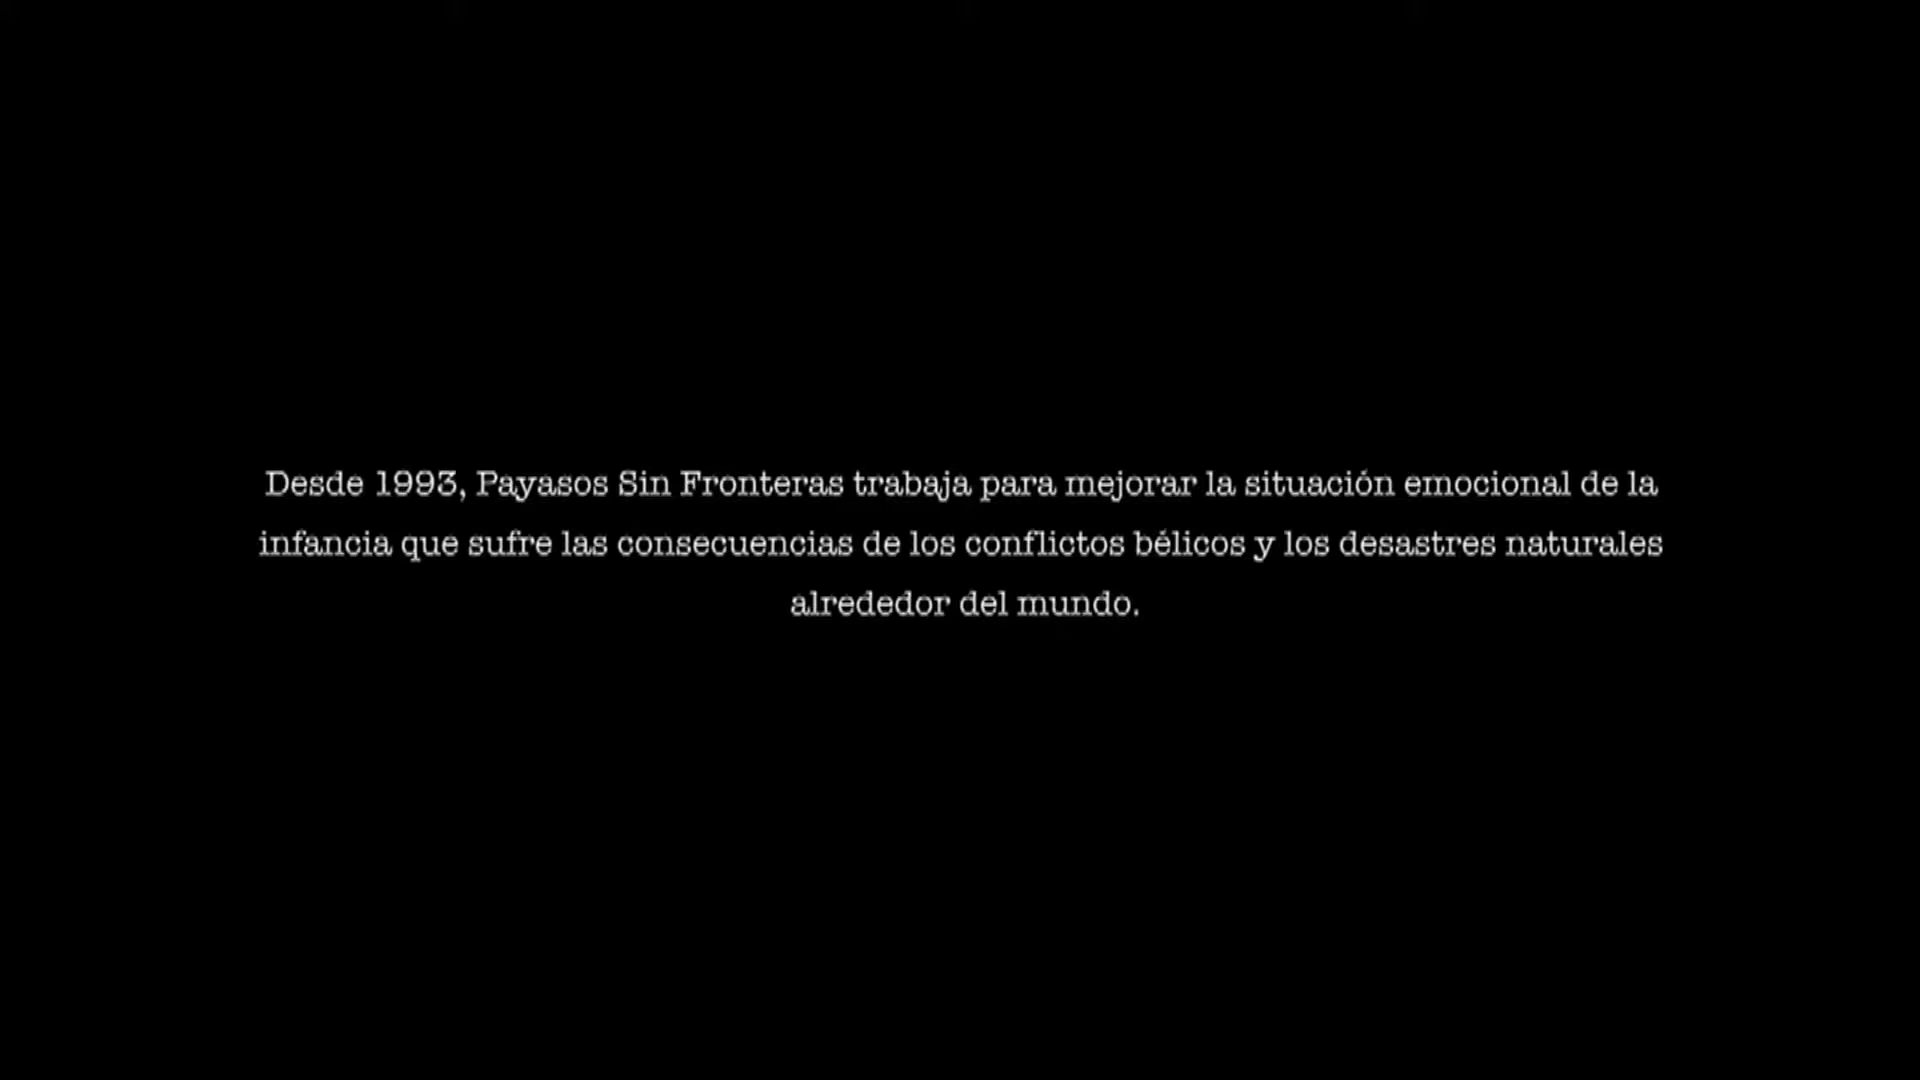 Desde 1993, Payasos Sin Fronteras trabaja para mejorar la situación emocional de la
infancia que sufre las consecuencias de los conflictos bélicos y los desastres naturales
alrededor del mundo.